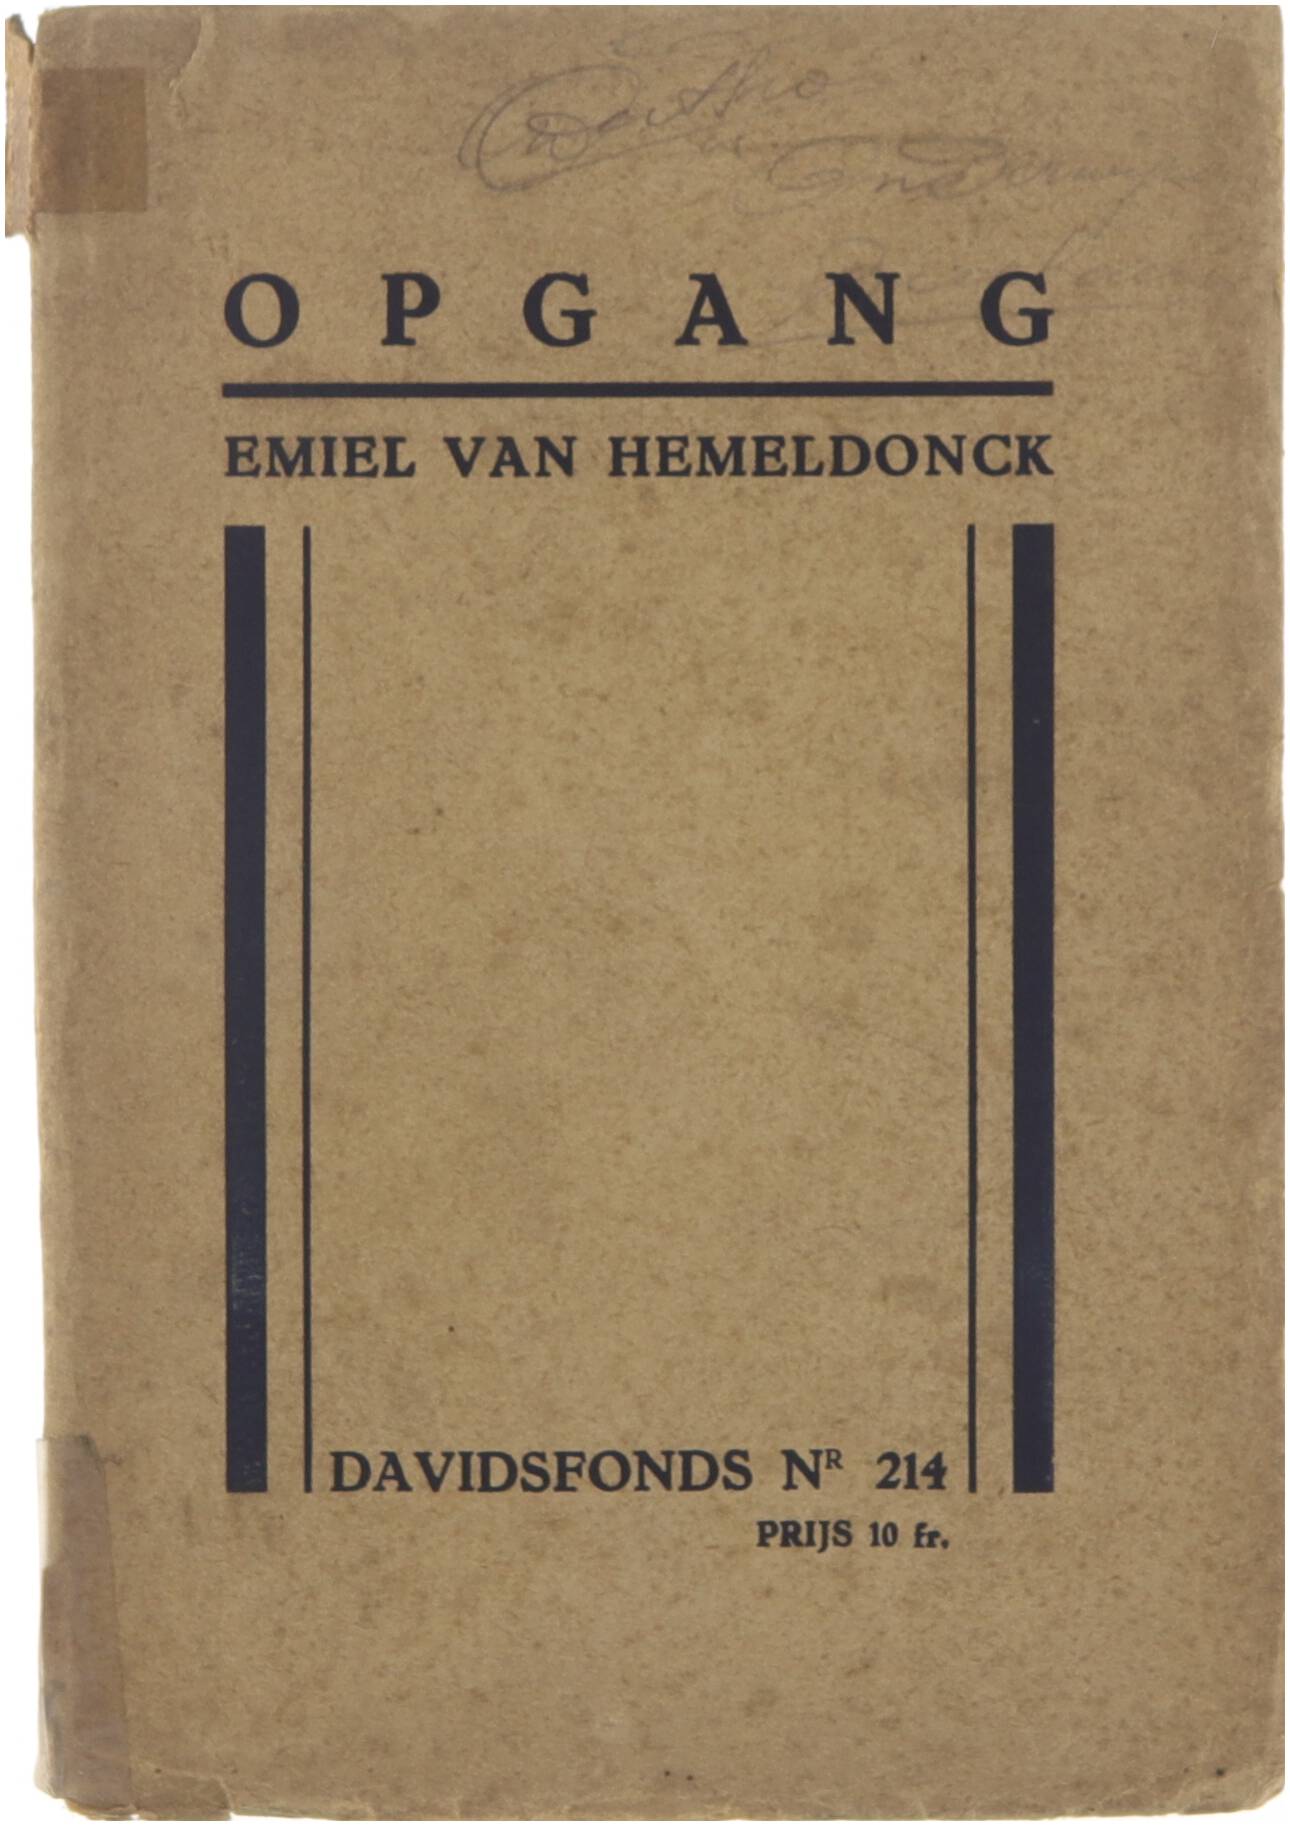 OPGANG
EMIEL VAN HEMELDONCK
DAVIDSFONDS Nᴿ 214
PRIJS 10 fr.